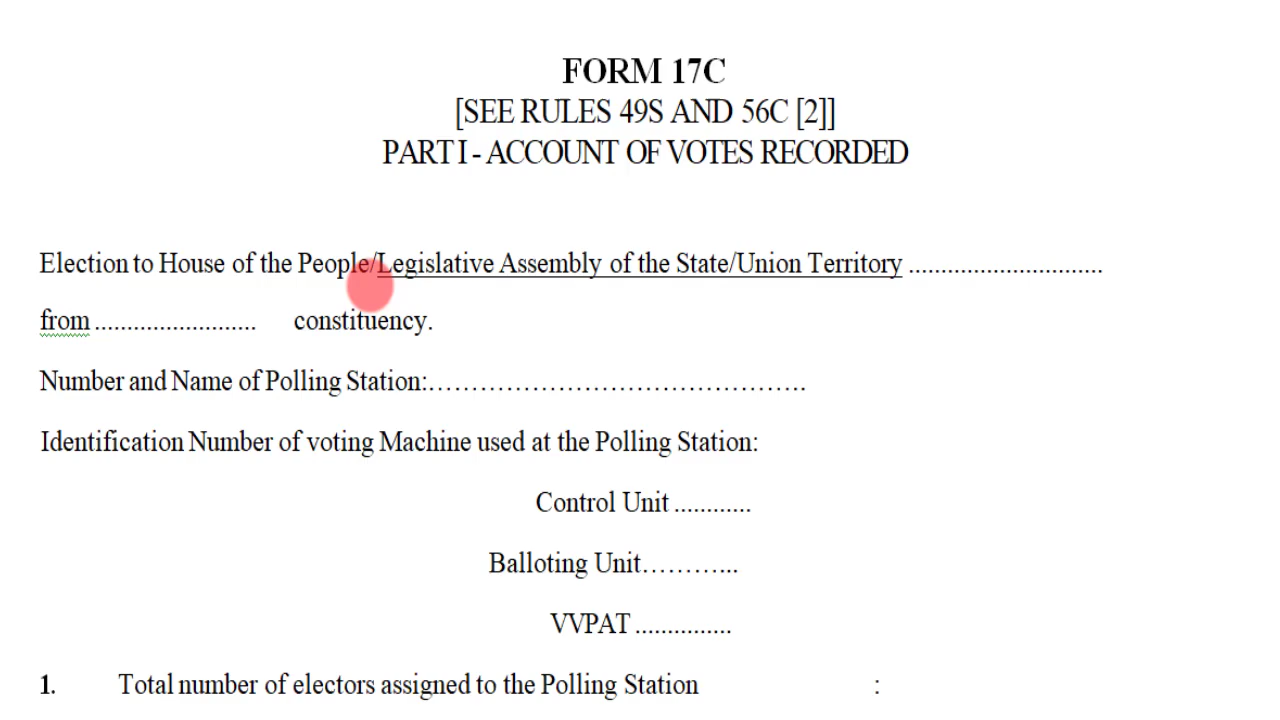 FORM 17C
[SEE RULES 49S AND 56C [2]]
PART I - ACCOUNT OF VOTES RECORDED
Election to House of the People/Legislative Assembly of the State/Union Territory ..............................
from ......................... constituency.
Number and Name of Polling Station:……………………………………..
Identification Number of voting Machine used at the Polling Station:
Control Unit ............
Balloting Unit………...
VVPAT ...............
1. Total number of electors assigned to the Polling Station :